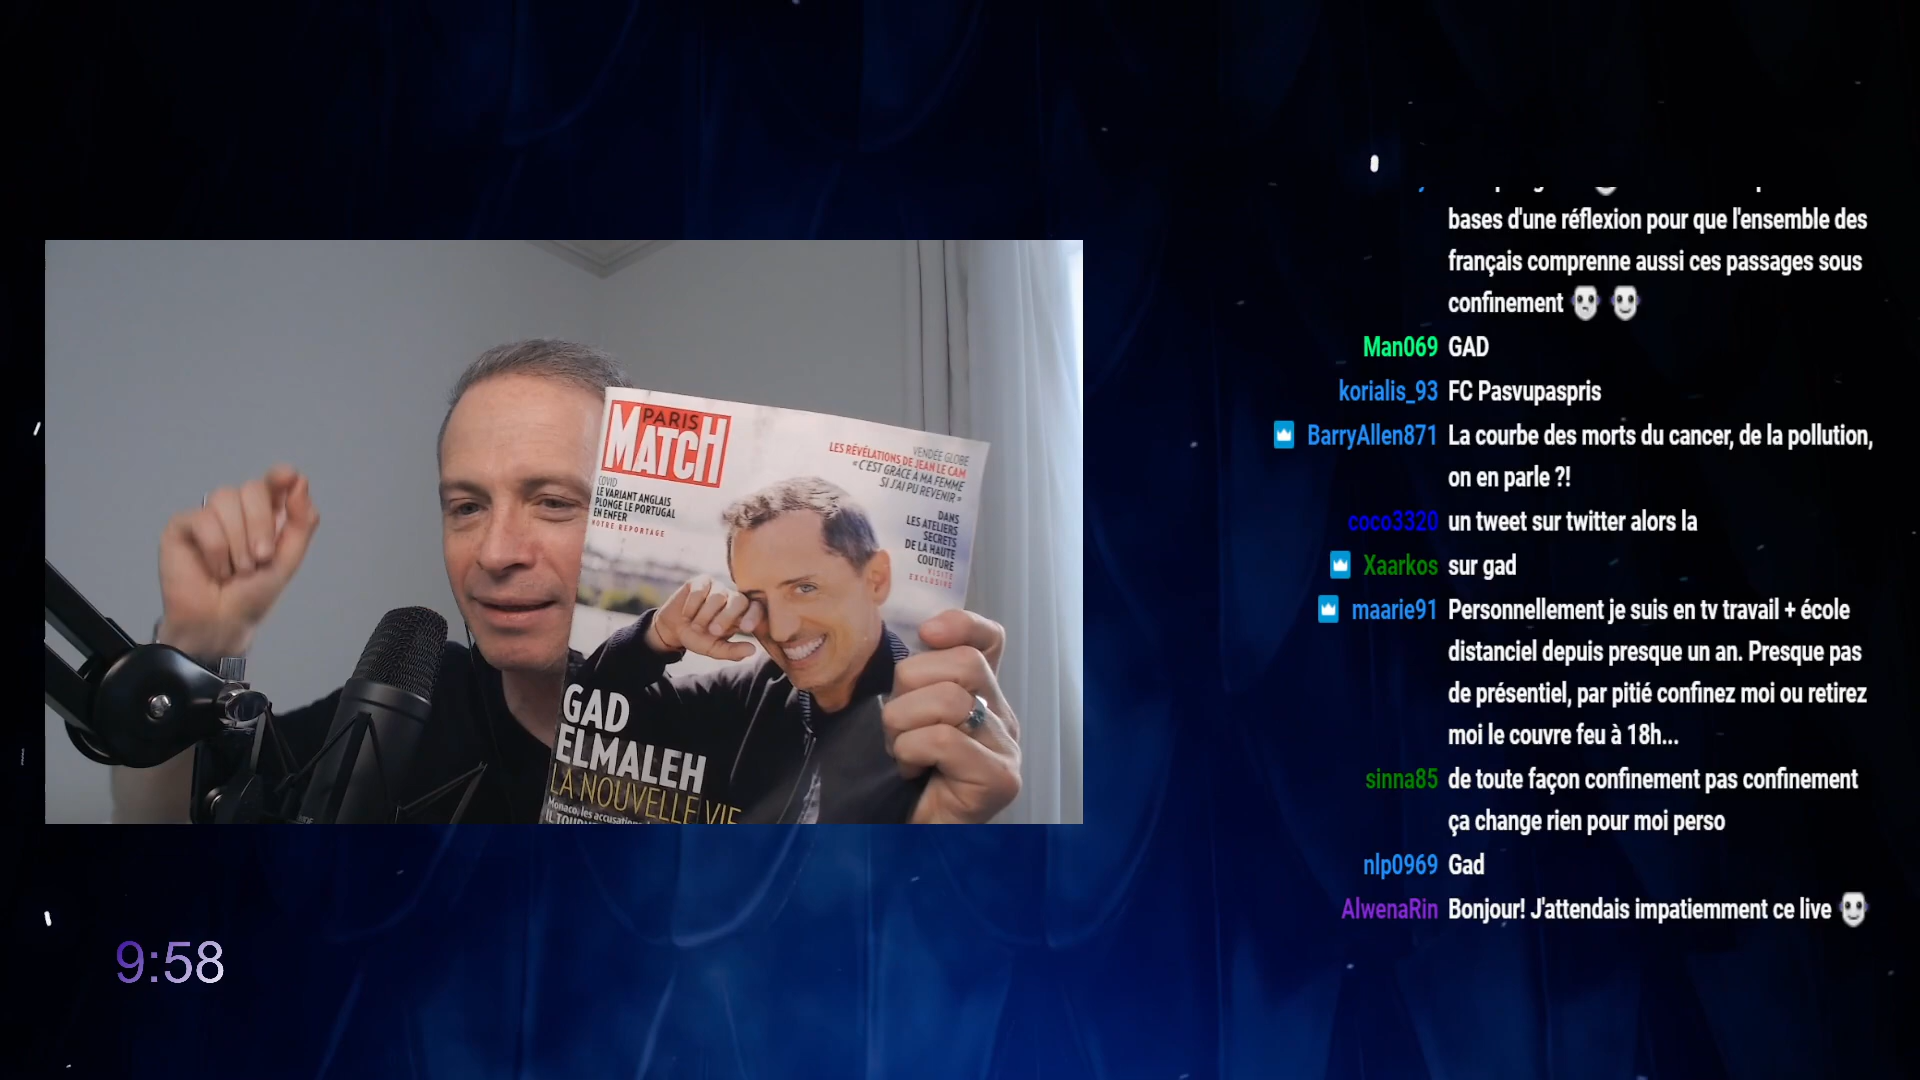 PARIS
MATCH
COVID
LE VARIANT ANGLAIS
PLONGE LE PORTUGAL
EN ENFER
NOTRE REPORTAGE
VENDÉE GLOBE
LES RÉVÉLATIONS DE JEAN LE CAM
« C'EST GRÂCE À MA FEMME
SI J'AI PU REVENIR »
DANS
LES ATELIERS
SECRETS
DE LA HAUTE
COUTURE
VISITE
EXCLUSIVE
GAD
ELMALEH
LA NOUVELLE VIE
Monaco, les accusations
IL TOURN
9:58
bases d'une réflexion pour que l'ensemble des
français comprenne aussi ces passages sous
confinement
Man069 GAD
korialis_93 FC Pasvupaspris
BarryAllen871 La courbe des morts du cancer, de la pollution,
on en parle ?!
coco3320 un tweet sur twitter alors la
Xaarkos sur gad
maarie91 Personnellement je suis en tv travail + école
distanciel depuis presque un an. Presque pas
de présentiel, par pitié confinez moi ou retirez
moi le couvre feu à 18h...
sinna85 de toute façon confinement pas confinement
ça change rien pour moi perso
nlp0969 Gad
AlwenaRin Bonjour! J'attendais impatiemment ce live